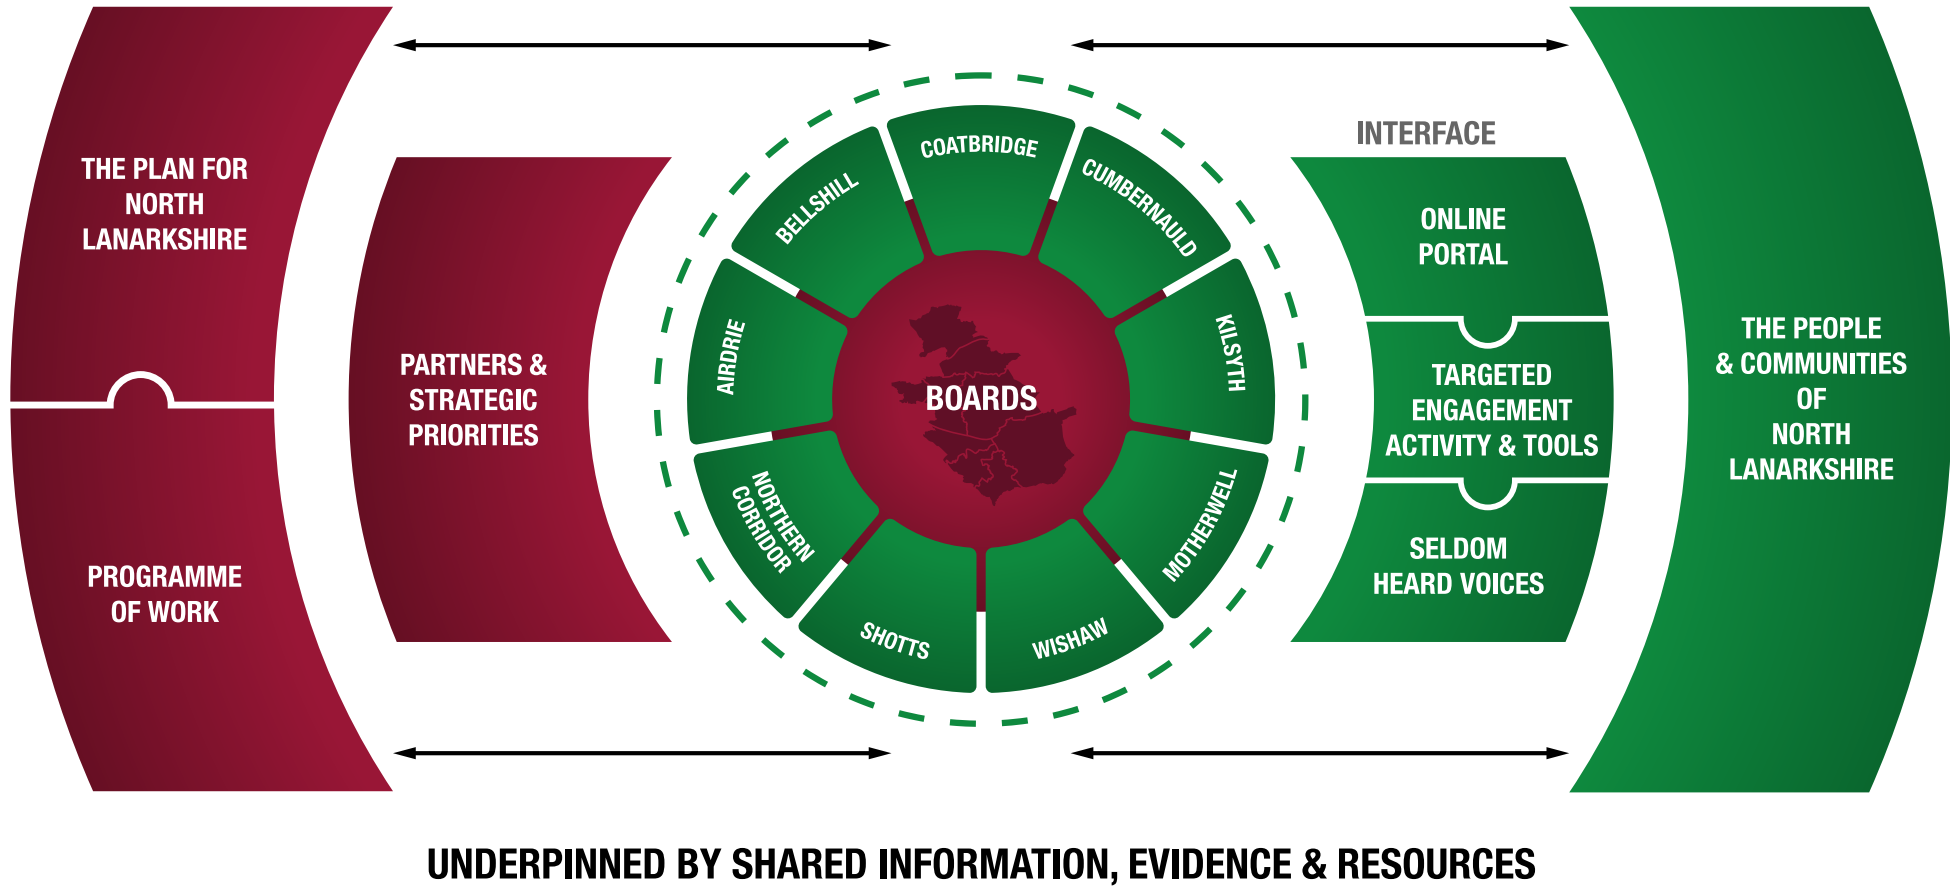 THE PLAN FOR
NORTH
LANARKSHIRE
PROGRAMME
OF WORK
PARTNERS &
STRATEGIC
PRIORITIES
COATBRIDGE
CUMBERNAULD
KILSYTH
MOTHERWELL
WISHAW
SHOTTS
NORTHERN
CORRIDOR
AIRDRIE
BELLSHILL
BOARDS
INTERFACE
ONLINE
PORTAL
TARGETED
ENGAGEMENT
ACTIVITY & TOOLS
SELDOM
HEARD VOICES
THE PEOPLE
& COMMUNITIES
OF
NORTH
LANARKSHIRE
UNDERPINNED BY SHARED INFORMATION, EVIDENCE & RESOURCES